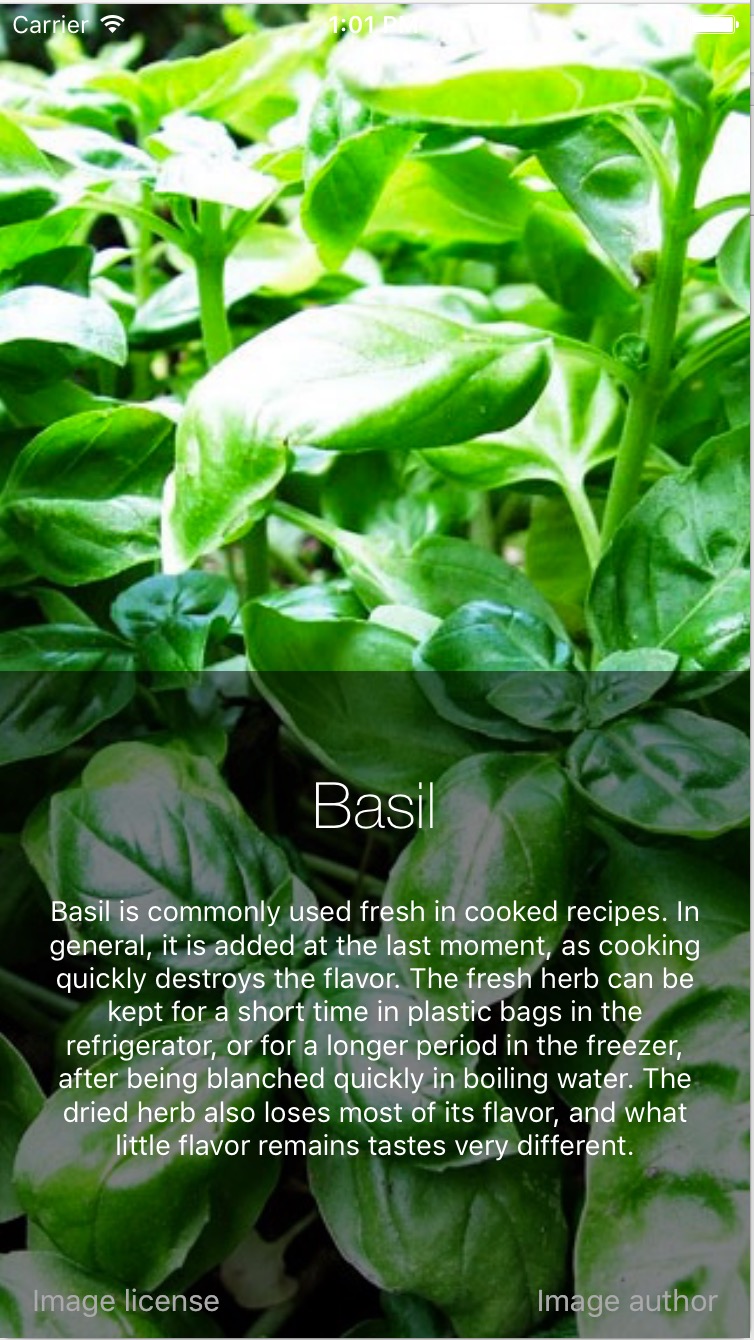 Carrier
1:01 PM
Basil
Basil is commonly used fresh in cooked recipes. In
general, it is added at the last moment, as cooking
quickly destroys the flavor. The fresh herb can be
kept for a short time in plastic bags in the
refrigerator, or for a longer period in the freezer,
after being blanched quickly in boiling water. The
dried herb also loses most of its flavor, and what
little flavor remains tastes very different.
Image license
Image author